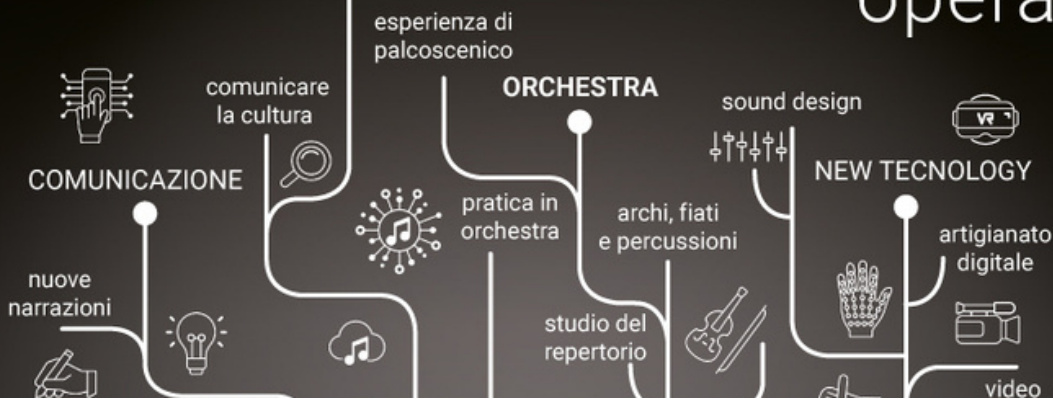 opera
esperienza di
palcoscenico
ORCHESTRA
comunicare
la cultura
sound design
VR
COMUNICAZIONE
NEW TECNOLOGY
pratica in
orchestra
archi, fiati
e percussioni
artigianato
digitale
nuove
narrazioni
studio del
repertorio
video